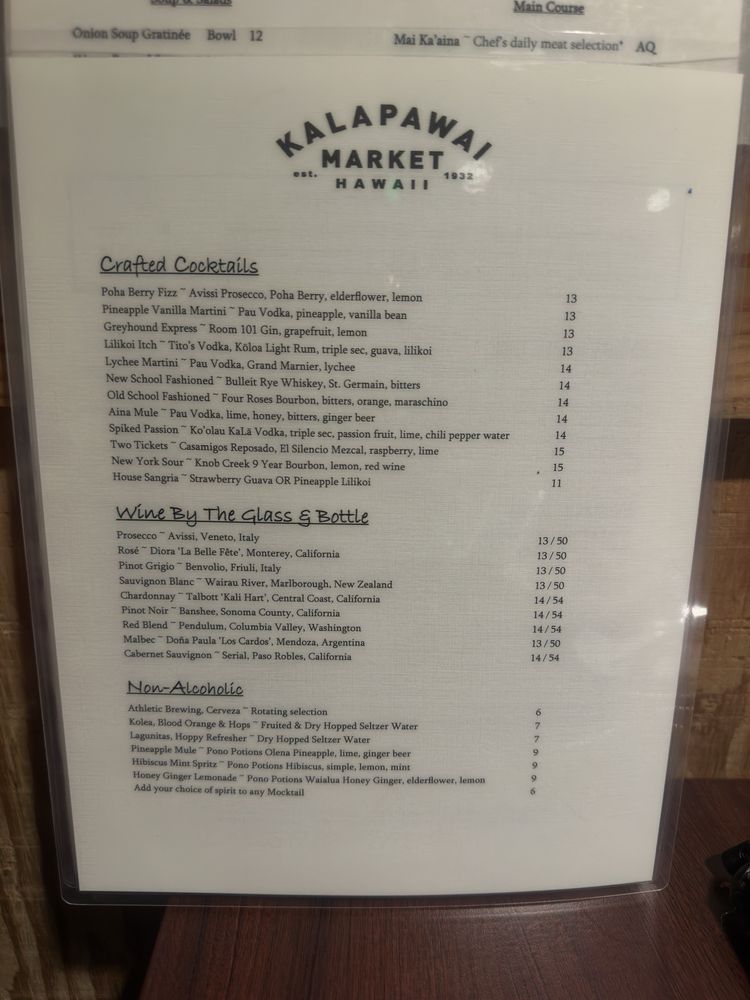 Soup & Salads
Main Course
Onion Soup Gratinée Bowl 12
Mai Ka'aina ~ Chef's daily meat selection* AQ
KALAPAWAI
MARKET
est. 1932
HAWAII
Crafted Cocktails
Poha Berry Fizz ~ Avissi Prosecco, Poha Berry, elderflower, lemon 13
Pineapple Vanilla Martini ~ Pau Vodka, pineapple, vanilla bean 13
Greyhound Express ~ Room 101 Gin, grapefruit, lemon 13
Lilikoi Itch ~ Tito's Vodka, Kōloa Light Rum, triple sec, guava, lilikoi 13
Lychee Martini ~ Pau Vodka, Grand Marnier, lychee 14
New School Fashioned ~ Bulleit Rye Whiskey, St. Germain, bitters 14
Old School Fashioned ~ Four Roses Bourbon, bitters, orange, maraschino 14
Aina Mule ~ Pau Vodka, lime, honey, bitters, ginger beer 14
Spiked Passion ~ Ko'olau KaLā Vodka, triple sec, passion fruit, lime, chili pepper water 14
Two Tickets ~ Casamigos Reposado, El Silencio Mezcal, raspberry, lime 15
New York Sour ~ Knob Creek 9 Year Bourbon, lemon, red wine 15
House Sangria ~ Strawberry Guava OR Pineapple Lilikoi 11
Wine By The Glass & Bottle
Prosecco ~ Avissi, Veneto, Italy 13/50
Rosé ~ Diora 'La Belle Fête', Monterey, California 13/50
Pinot Grigio ~ Benvolio, Friuli, Italy 13/50
Sauvignon Blanc ~ Wairau River, Marlborough, New Zealand 13/50
Chardonnay ~ Talbott 'Kali Hart', Central Coast, California 14/54
Pinot Noir ~ Banshee, Sonoma County, California 14/54
Red Blend ~ Pendulum, Columbia Valley, Washington 14/54
Malbec ~ Doña Paula 'Los Cardos', Mendoza, Argentina 13/50
Cabernet Sauvignon ~ Serial, Paso Robles, California 14/54
Non-Alcoholic
Athletic Brewing, Cerveza ~ Rotating selection 6
Kolea, Blood Orange & Hops ~ Fruited & Dry Hopped Seltzer Water 7
Lagunitas, Hoppy Refresher ~ Dry Hopped Seltzer Water 7
Pineapple Mule ~ Pono Potions Olena Pineapple, lime, ginger beer 9
Hibiscus Mint Spritz ~ Pono Potions Hibiscus, simple, lemon, mint 9
Honey Ginger Lemonade ~ Pono Potions Waialua Honey Ginger, elderflower, lemon 9
Add your choice of spirit to any Mocktail 6